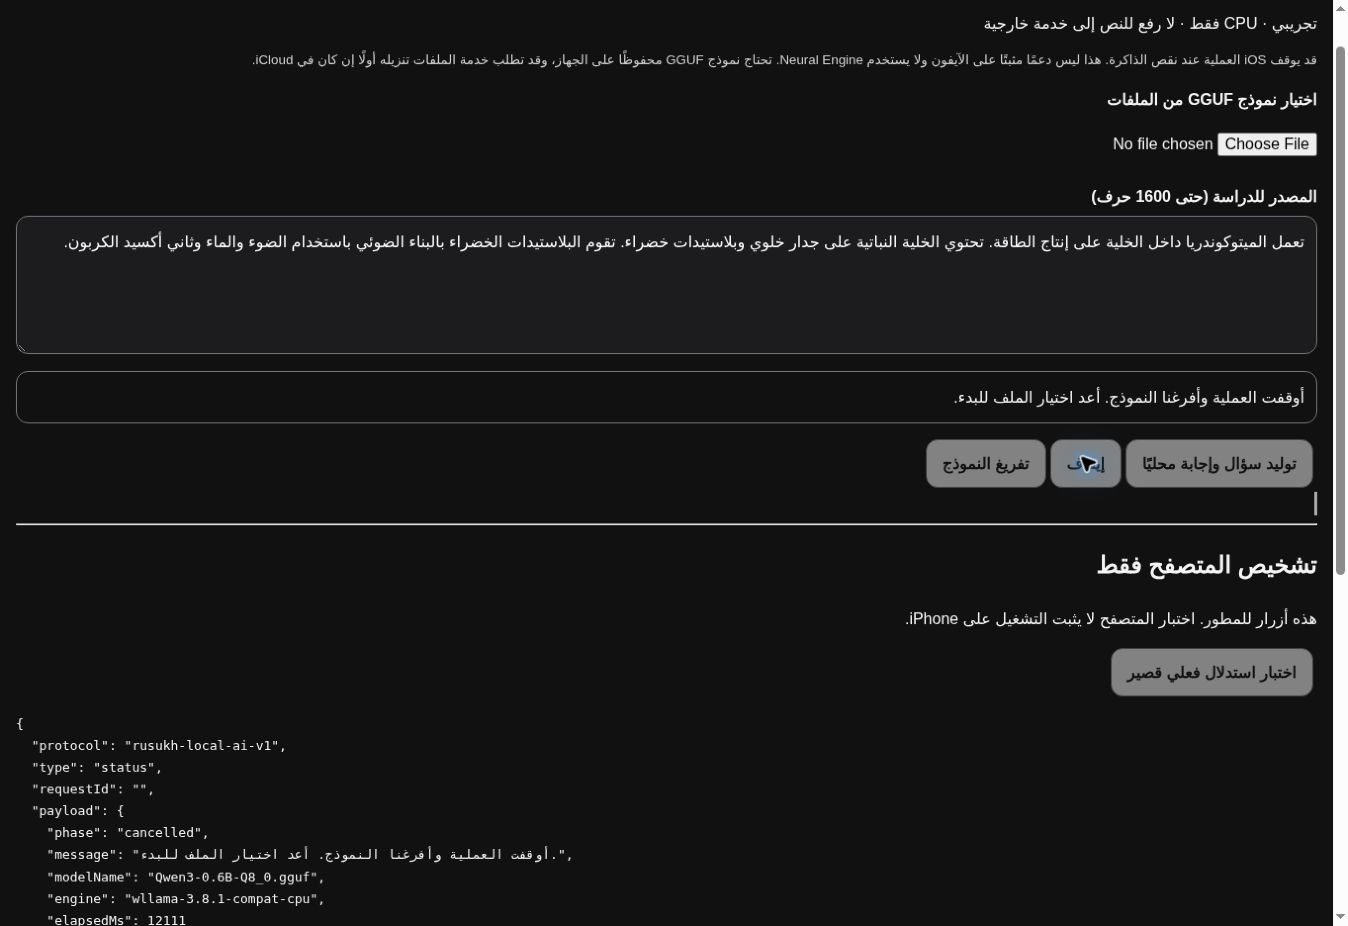 تجريبي · CPU فقط · لا رفع للنص إلى خدمة خارجية
قد يوقف iOS العملية عند نقص الذاكرة. هذا ليس دعمًا مثبتًا على الآيفون ولا يستخدم Neural Engine. تحتاج نموذج GGUF محفوظًا على الجهاز، وقد تطلب خدمة الملفات تنزيله أولًا إن كان في iCloud.
اختيار نموذج GGUF من الملفات
Choose File No file chosen
المصدر للدراسة (حتى 1600 حرف)
تعمل الميتوكوندريا داخل الخلية على إنتاج الطاقة. تحتوي الخلية النباتية على جدار خلوي وبلاستيدات خضراء. تقوم البلاستيدات الخضراء بالبناء الضوئي باستخدام الضوء والماء وثاني أكسيد الكربون.
أوقفت العملية وأفرغنا النموذج. أعد اختيار الملف للبدء.
توليد سؤال وإجابة محليًا
تفريغ النموذج
تشخيص المتصفح فقط
هذه أزرار للمطور. اختبار المتصفح لا يثبت التشغيل على iPhone.
اختبار استدلال فعلي قصير
{
"protocol": "rusukh-local-ai-v1",
"type": "status",
"requestId": "",
"payload": {
"phase": "cancelled",
"message": "أوقفت العملية وأفرغنا النموذج. أعد اختيار الملف للبدء.",
"modelName": "Qwen3-0.6B-Q8_0.gguf",
"engine": "wllama-3.8.1-compat-cpu",
"elapsedMs": 12111